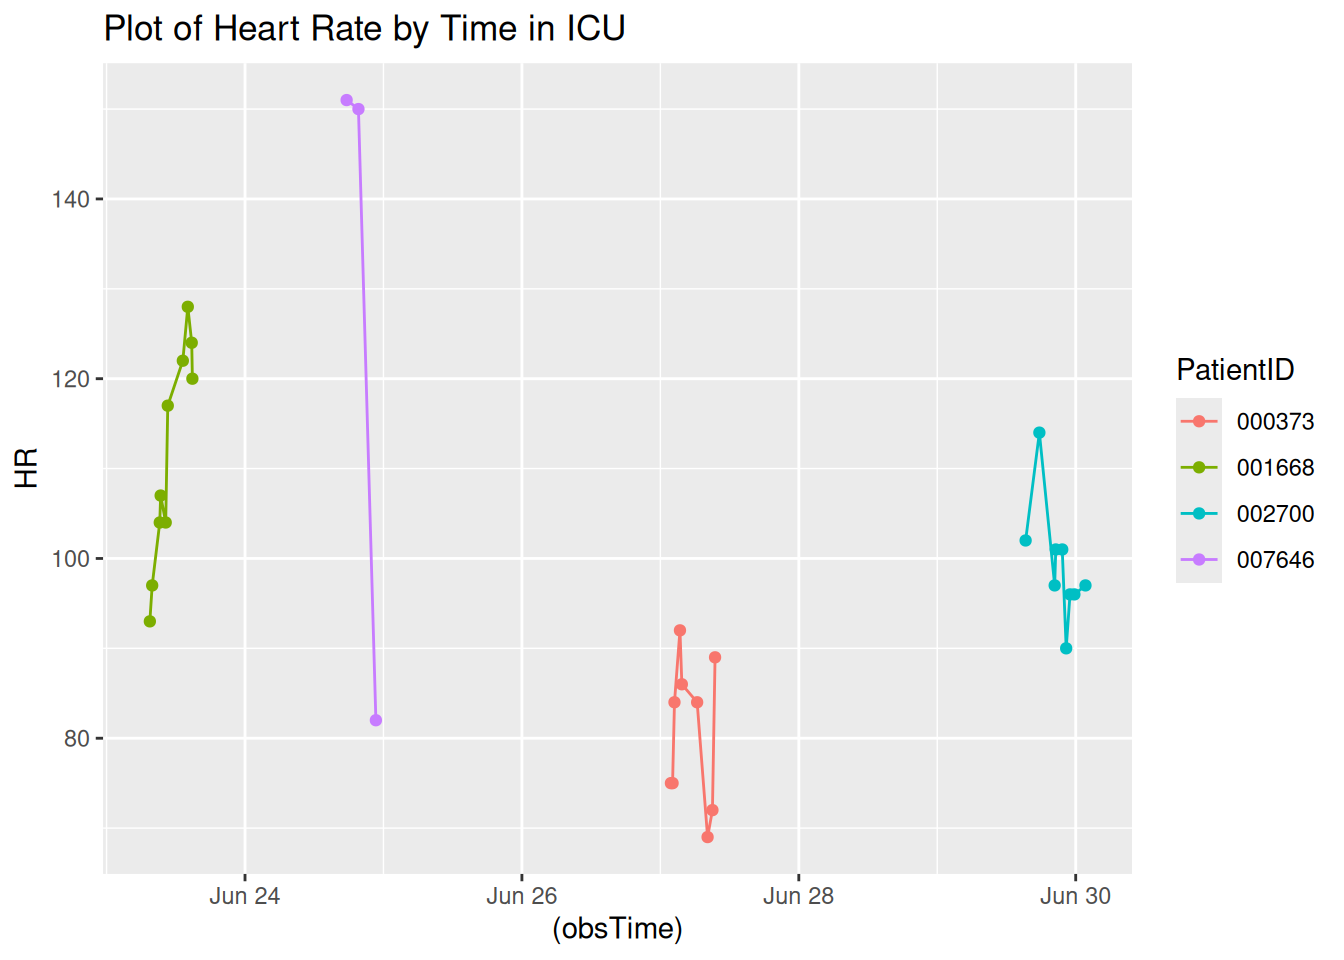 Plot of Heart Rate by Time in ICU
140
120
100
80
HR
Jun 24
Jun 26
Jun 28
Jun 30
(obsTime)
PatientID
000373
001668
002700
007646